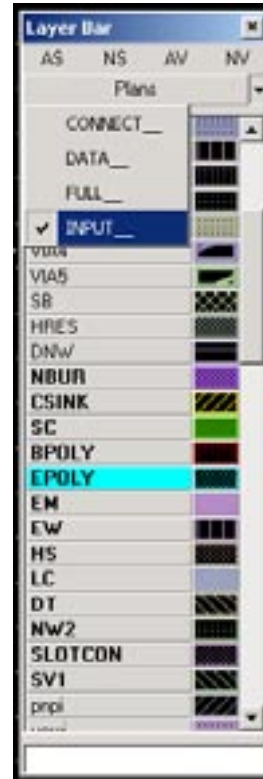 Layer Bar
AS NS AV NV
Plans
CONNECT__
DATA__
FULL__
INPUT__
VIA4
VIA5
SB
HRES
DNW
NBUR
CSINK
SC
BPOLY
EPOLY
EM
EW
HS
LC
DT
NW2
SLOTCON
SV1
pnpi